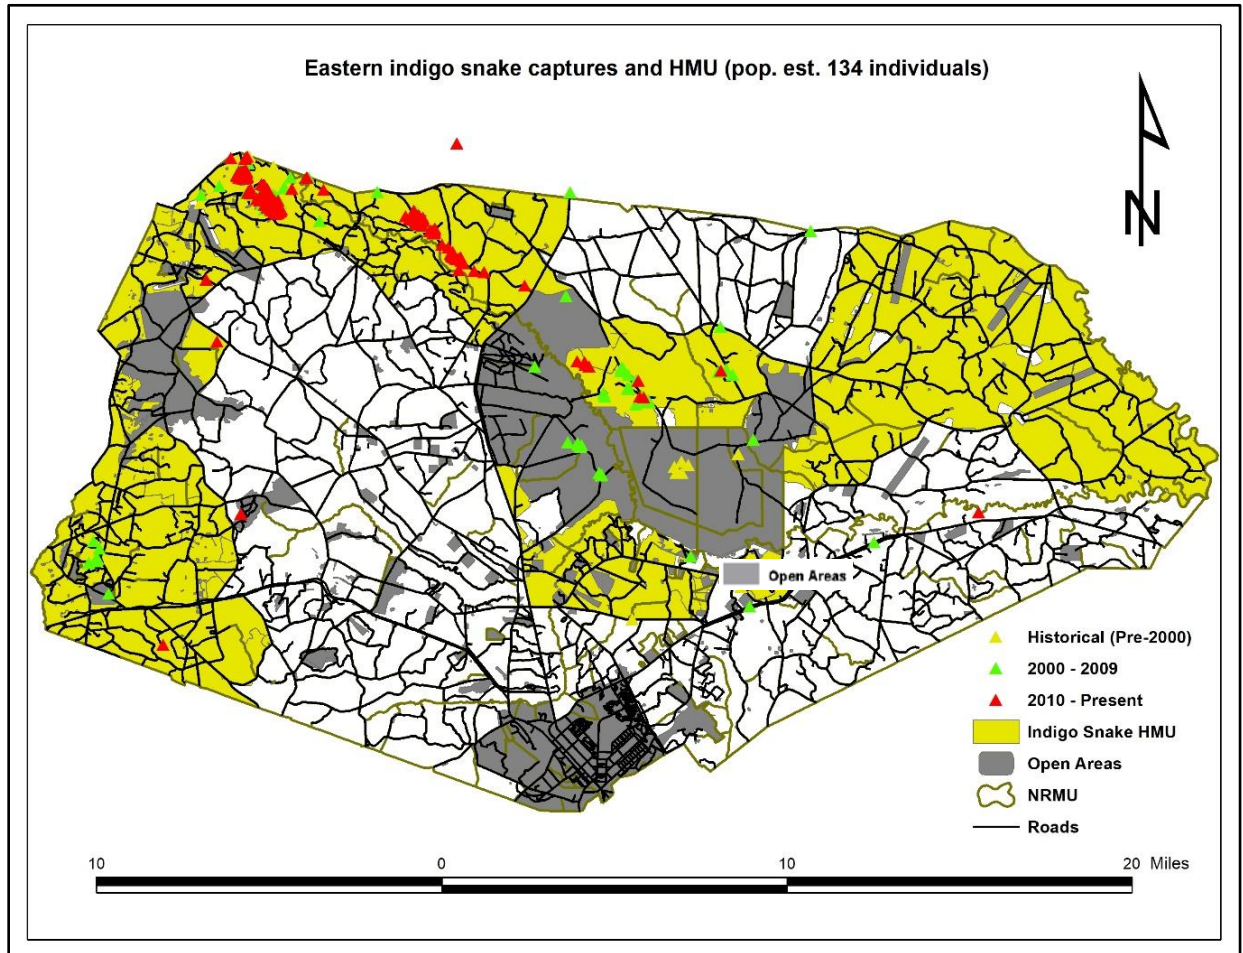 Eastern indigo snake captures and HMU (pop. est. 134 individuals)
N
Open Areas
Historical (Pre-2000)
2000 - 2009
2010 - Present
Indigo Snake HMU
Open Areas
NRMU
Roads
10 0 10 20 Miles